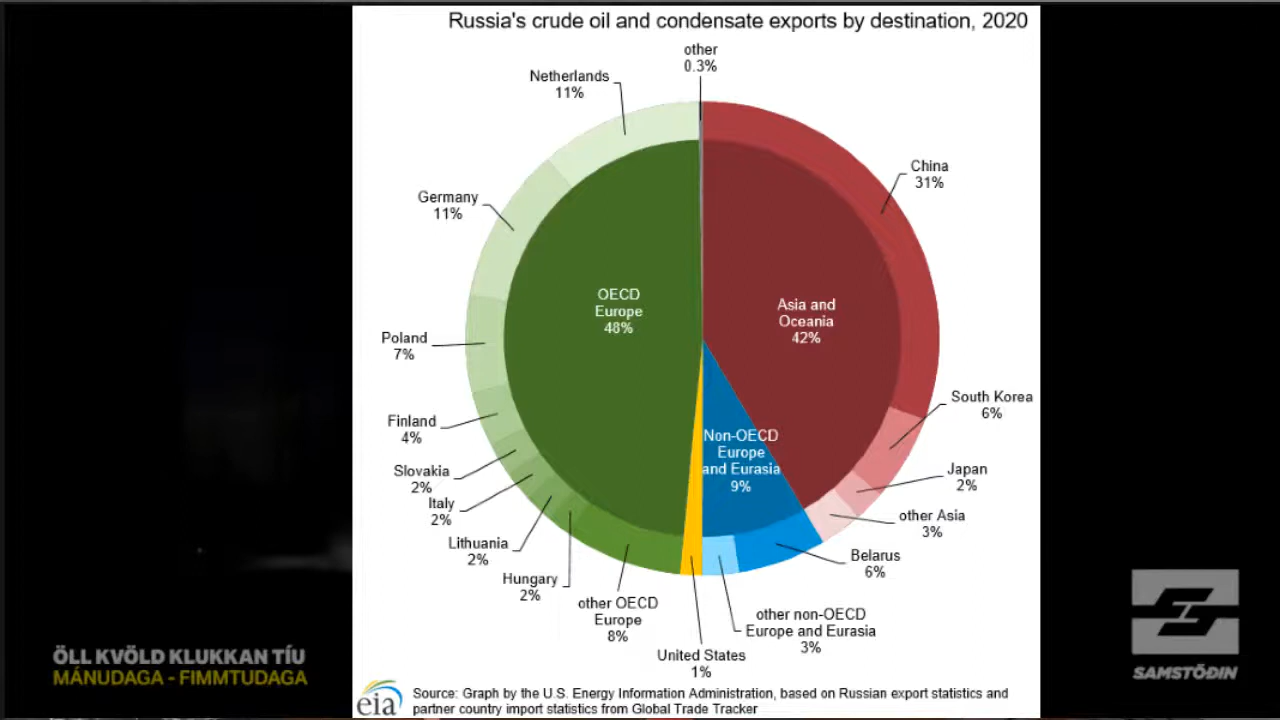 Russia's crude oil and condensate exports by destination, 2020
other
0.3%
Netherlands
11%
China
31%
Germany
11%
OECD
Europe
48%
Asia and
Oceania
42%
Poland
7%
South Korea
6%
Finland
4%
Non-OECD
Europe
and Eurasia
9%
Slovakia
2%
Japan
2%
Italy
2%
other Asia
3%
Lithuania
2%
Belarus
6%
Hungary
2%
other OECD
Europe
8%
other non-OECD
Europe and Eurasia
3%
United States
1%
ÖLL KVÖLD KLUKKAN TÍU
MÁNUDAGA - FIMMTUDAGA
SAMSTÖÐIN
eia
Source: Graph by the U.S. Energy Information Administration, based on Russian export statistics and
partner country import statistics from Global Trade Tracker